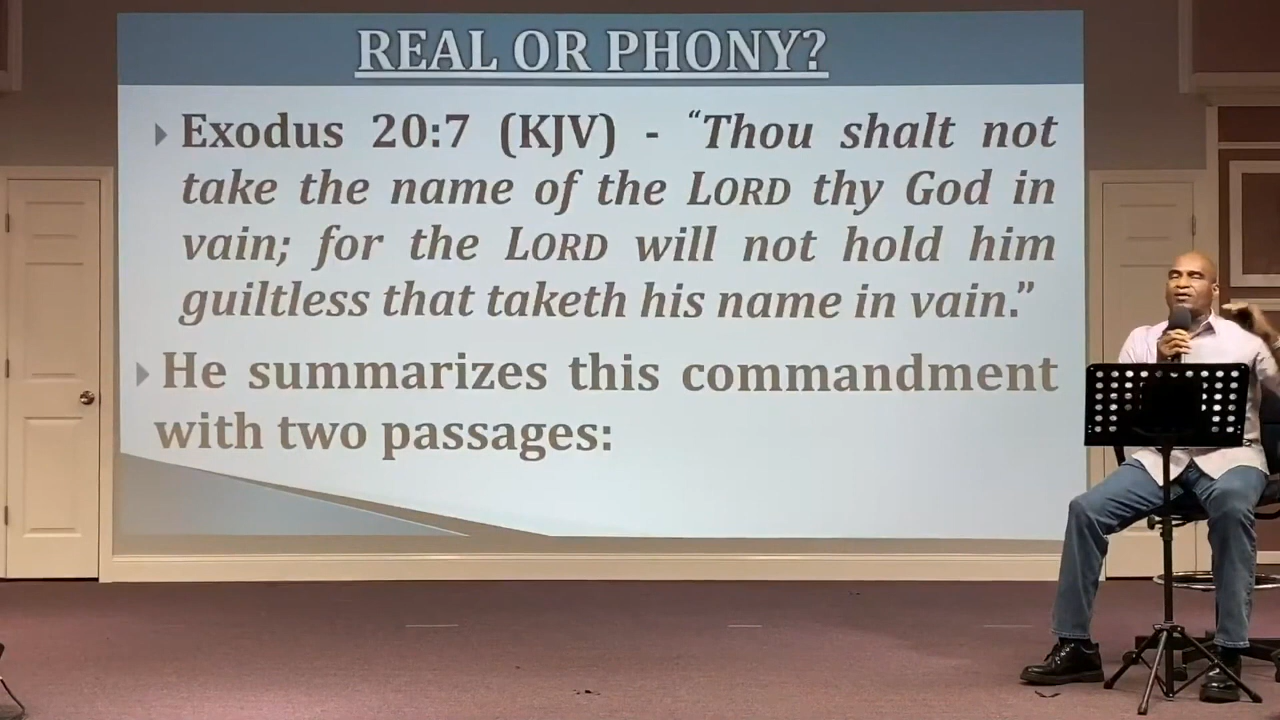 REAL OR PHONY?
Exodus 20:7 (KJV) - “Thou shalt not
take the name of the LORD thy God in
vain; for the LORD will not hold him
guiltless that taketh his name in vain.”
He summarizes this commandment
with two passages: